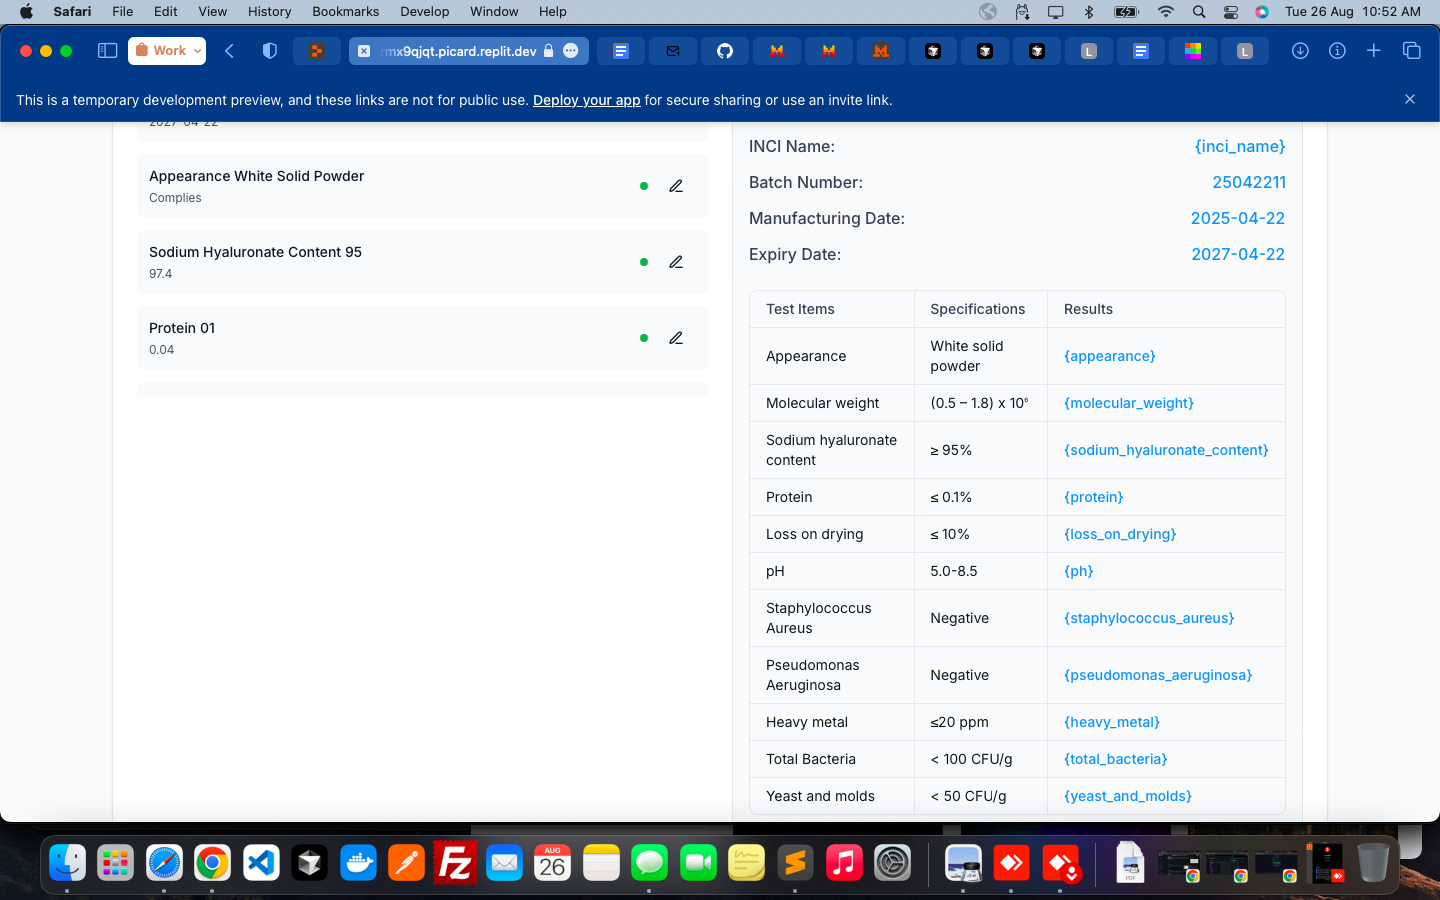 Safari File Edit View History Bookmarks Develop Window Help Tue 26 Aug 10:52 AM
Work
rmx9qjqt.picard.replit.dev
L
L
This is a temporary development preview, and these links are not for public use. Deploy your app for secure sharing or use an invite link.
2027-04-22
Appearance White Solid Powder
Complies
Sodium Hyaluronate Content 95
97.4
Protein 01
0.04
INCI Name: {inci_name}
Batch Number: 25042211
Manufacturing Date: 2025-04-22
Expiry Date: 2027-04-22
Test Items Specifications Results
Appearance White solid powder {appearance}
Molecular weight (0.5 – 1.8) x 10⁶ {molecular_weight}
Sodium hyaluronate content ≥ 95% {sodium_hyaluronate_content}
Protein ≤ 0.1% {protein}
Loss on drying ≤ 10% {loss_on_drying}
pH 5.0-8.5 {ph}
Staphylococcus Aureus Negative {staphylococcus_aureus}
Pseudomonas Aeruginosa Negative {pseudomonas_aeruginosa}
Heavy metal ≤20 ppm {heavy_metal}
Total Bacteria < 100 CFU/g {total_bacteria}
Yeast and molds < 50 CFU/g {yeast_and_molds}
Fz
AUG
26
PDF